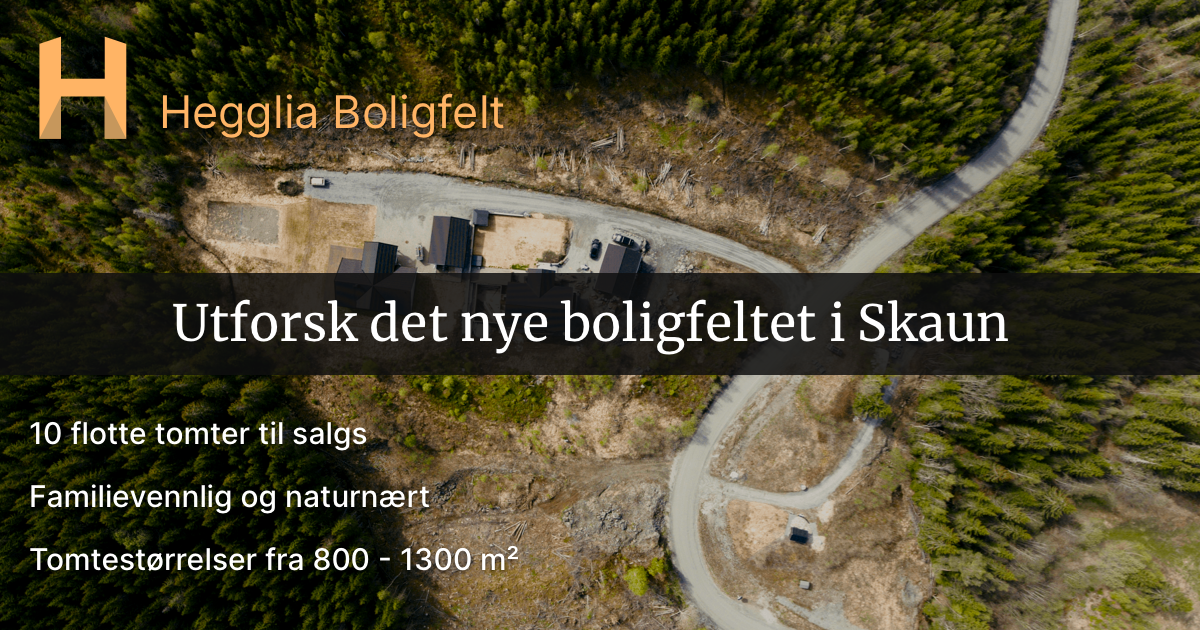 Hegglia Boligfelt
Utforsk det nye boligfeltet i Skaun
10 flotte tomter til salgs
Familievennlig og naturnært
Tomtestørrelser fra 800 - 1300 m²